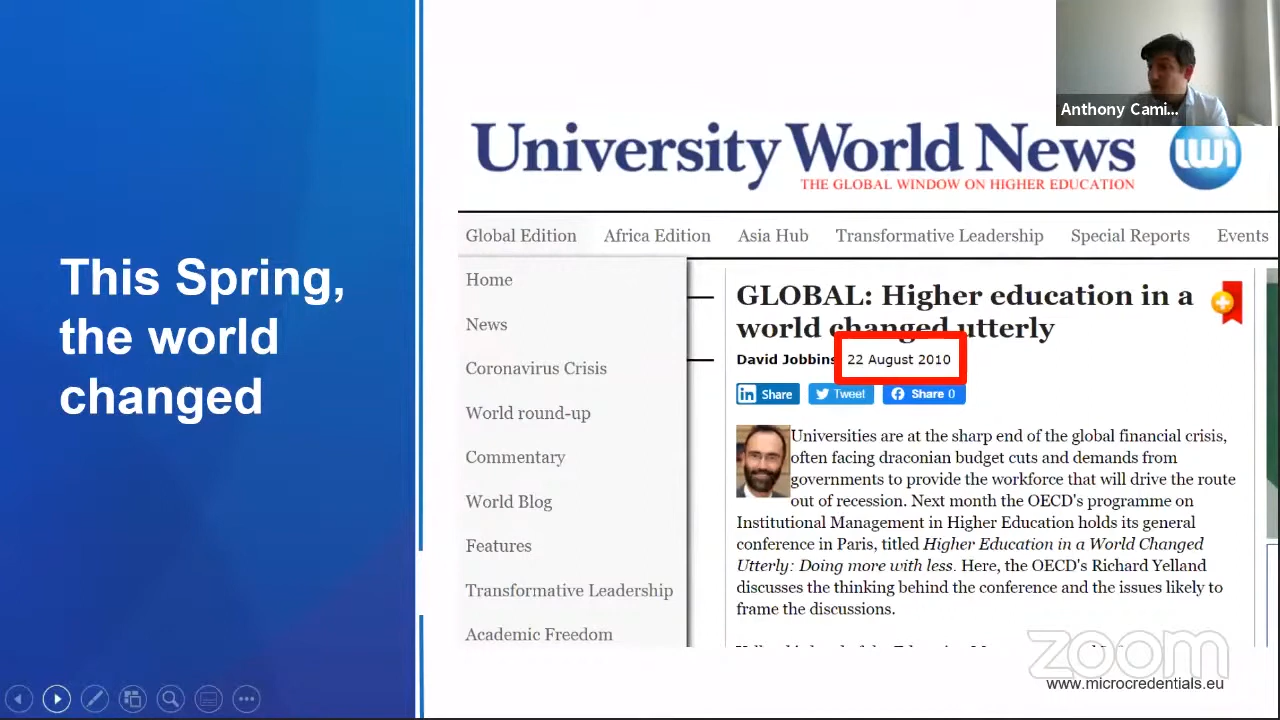 Anthony Cami...
University World News
THE GLOBAL WINDOW ON HIGHER EDUCATION
Global Edition
Africa Edition
Asia Hub
Transformative Leadership
Special Reports
Events
This Spring,
the world
changed
Home
News
Coronavirus Crisis
World round-up
Commentary
World Blog
Features
Transformative Leadership
Academic Freedom
GLOBAL: Higher education in a
world changed utterly
David Jobbins 22 August 2010
Share
Tweet
Share 0
Universities are at the sharp end of the global financial crisis,
often facing draconian budget cuts and demands from
governments to provide the workforce that will drive the route
out of recession. Next month the OECD's programme on
Institutional Management in Higher Education holds its general
conference in Paris, titled Higher Education in a World Changed
Utterly: Doing more with less. Here, the OECD's Richard Yelland
discusses the thinking behind the conference and the issues likely to
frame the discussions.
zoom
www.microcredentials.eu